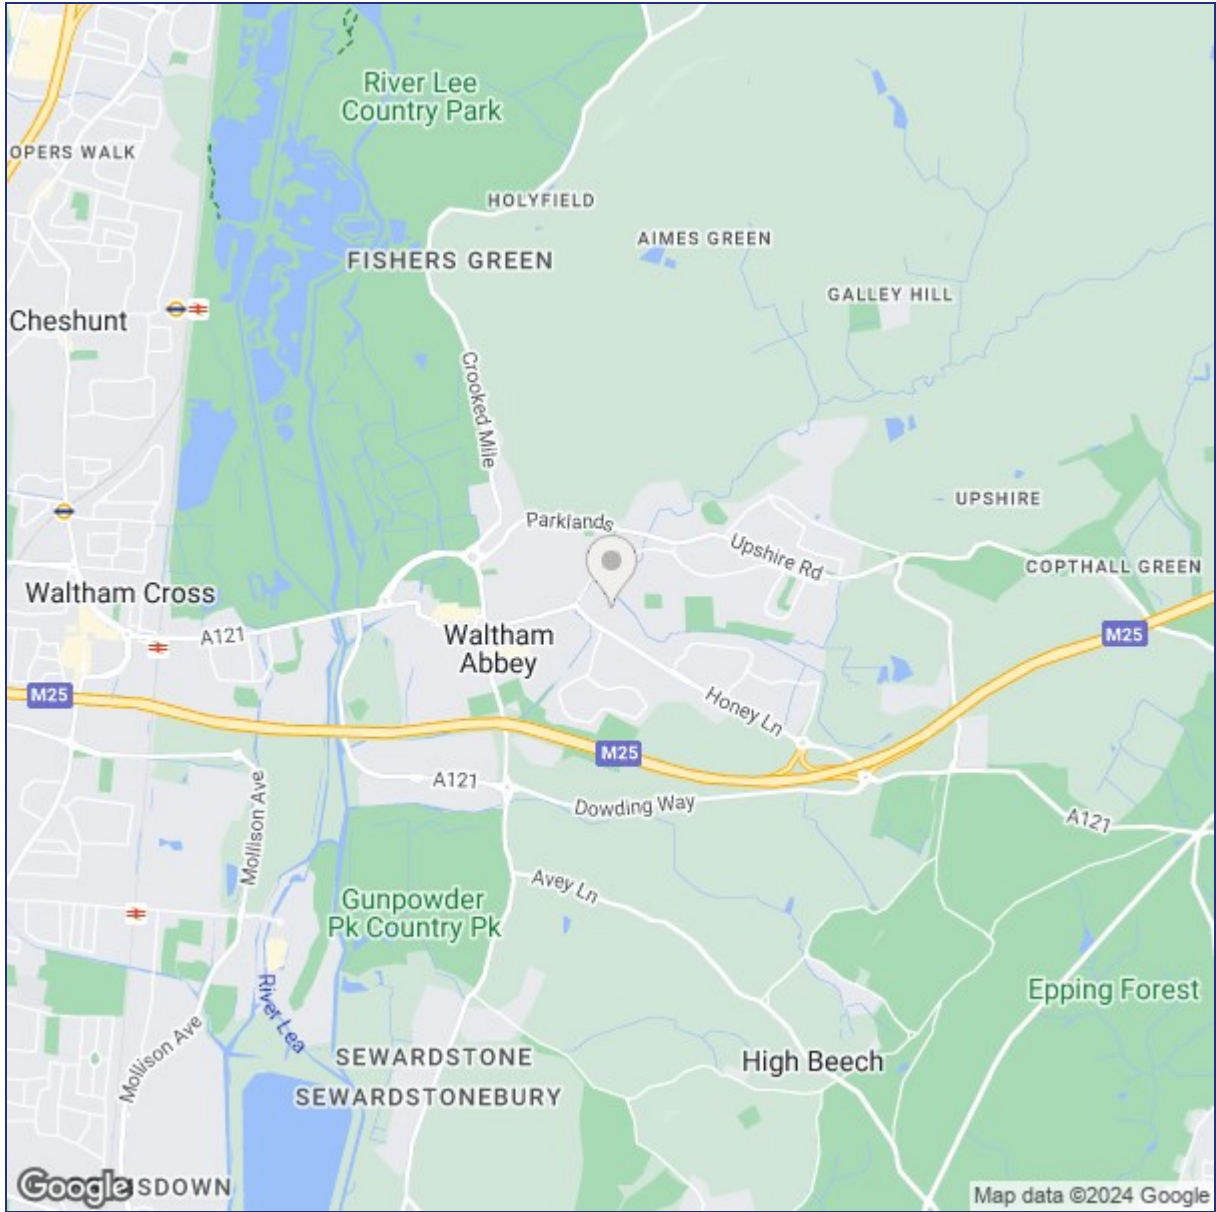 River Lee
Country Park
OPERS WALK
HOLYFIELD
AIMES GREEN
FISHERS GREEN
GALLEY HILL
Cheshunt
Crooked Mile
UPSHIRE
Parklands
Upshire Rd
COPTHALL GREEN
Waltham Cross
A121
Waltham
Abbey
M25
M25
Honey Ln
M25
A121
Dowding Way
A121
Mollison Ave
Avey Ln
Gunpowder
Pk Country Pk
River Lea
Epping Forest
Mollison Ave
SEWARDSTONE
High Beech
SEWARDSTONEBURY
Google
SDOWN
Map data ©2024 Google